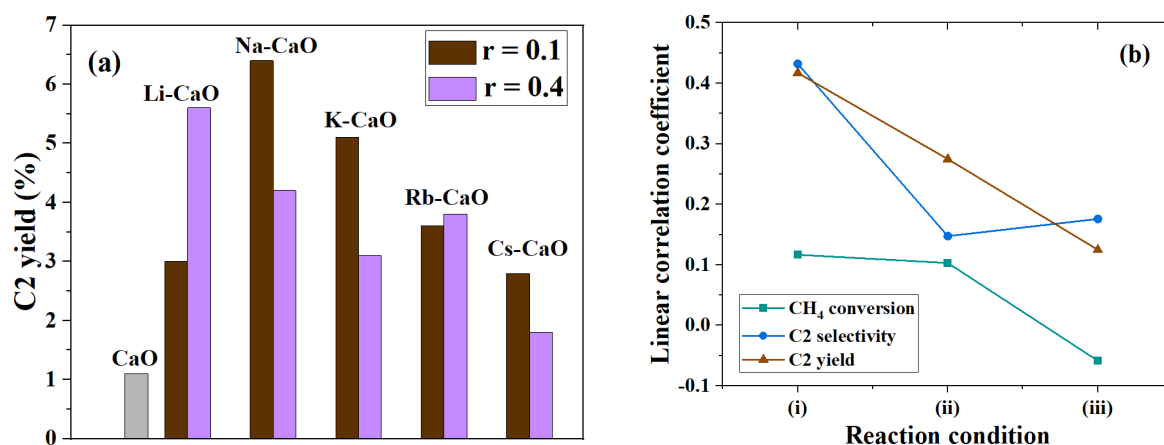 (a)
C2 yield (%)
7
6
5
4
3
2
1
0
CaO
Li-CaO
Na-CaO
K-CaO
Rb-CaO
Cs-CaO
r = 0.1
r = 0.4
(b)
Linear correlation coefficient
0.5
0.4
0.3
0.2
0.1
0.0
-0.1
CH₄ conversion
C2 selectivity
C2 yield
(i) (ii) (iii)
Reaction condition